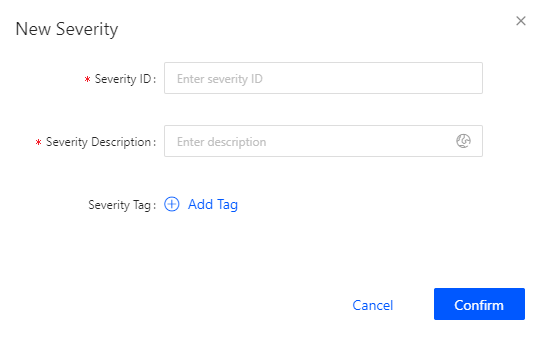 New Severity
* Severity ID:
Enter severity ID
* Severity Description:
Enter description
Severity Tag:
Add Tag
Cancel
Confirm